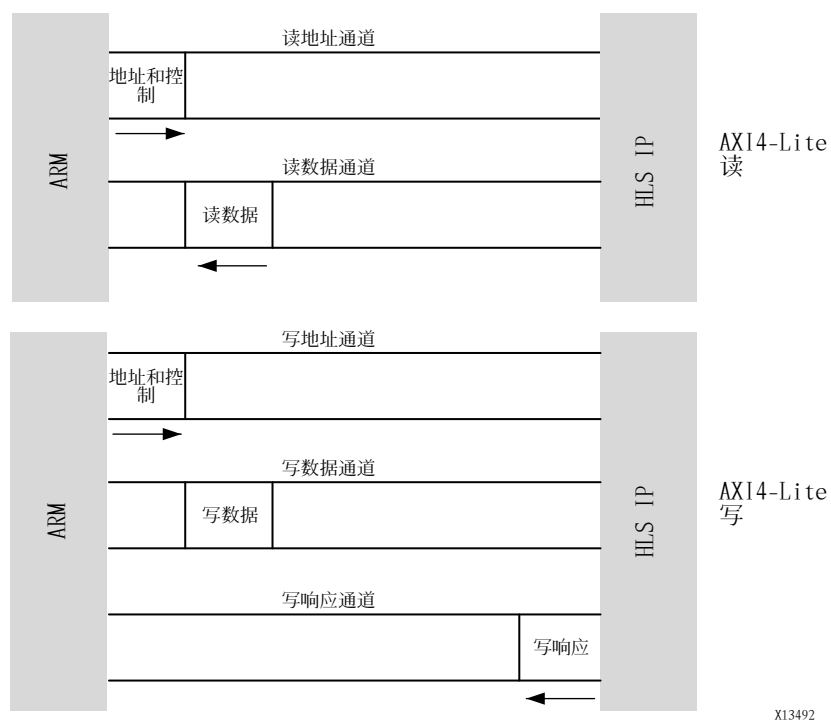 读地址通道
地址和控
制
ARM
读数据通道
读数据
HLS IP
AXI4-Lite
读
写地址通道
地址和控
制
ARM
写数据通道
写数据
写响应通道
写响应
HLS IP
AXI4-Lite
写
X13492